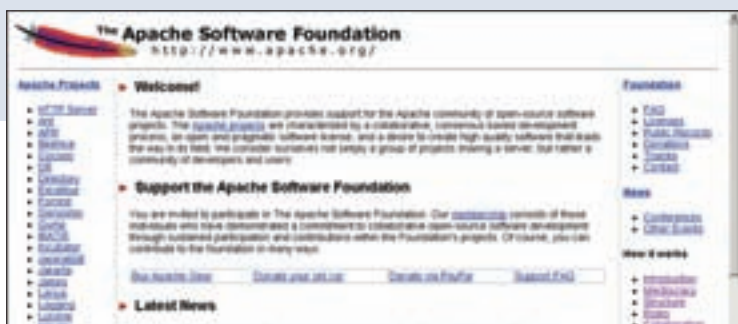 The Apache Software Foundation
http://www.apache.org/
Apache Projects
HTTP Server
Ant
APR
Beehive
Cocoon
DB
Directory
Excalibur
Forrest
Geronimo
Gump
Incubator
Jakarta
James
Lenya
Logging
Lucene
Welcome!
The Apache Software Foundation provides support for the Apache community of open-source software
projects. The Apache projects are characterized by a collaborative, consensus based development
process, an open and pragmatic software license, and a desire to create high quality software that leads
the way in its field. We consider ourselves not simply a group of projects sharing a server, but rather a
community of developers and users.
Support the Apache Software Foundation
You are invited to participate in The Apache Software Foundation. Our membership consists of those
individuals who have demonstrated a commitment to collaborative open-source software development
through sustained participation and contributions within the Foundation's projects. Of course, you can
contribute to the foundation in many ways.
Buy Apache Gear Donate your old car Donate via PayPal Support FAQ
Latest News
Foundation
FAQ
Licenses
Public Records
Donations
Thanks
Contact
News
Conferences
Other Events
How it works
Introduction
Meritocracy
Structure
Roles